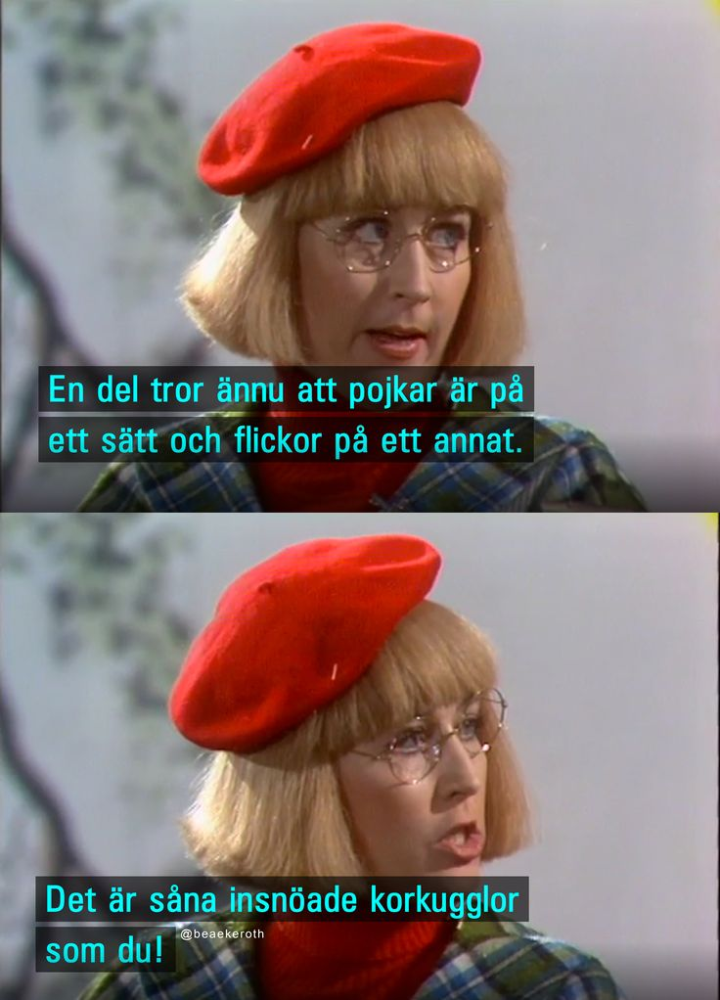 En del tror ännu att pojkar är på
ett sätt och flickor på ett annat.
Det är såna insnöade korkugglor
som du!
@beaekeroth